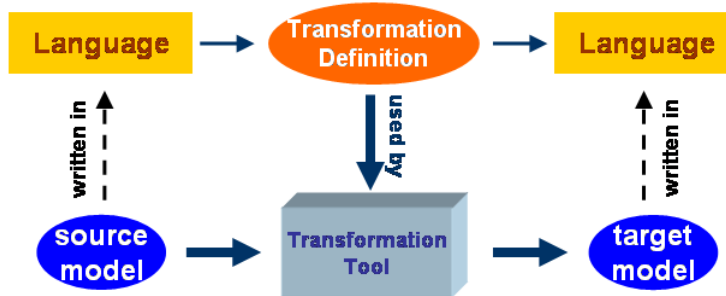 Language
Transformation
Definition
Language
written in
used by
written in
source
model
Transformation
Tool
target
model